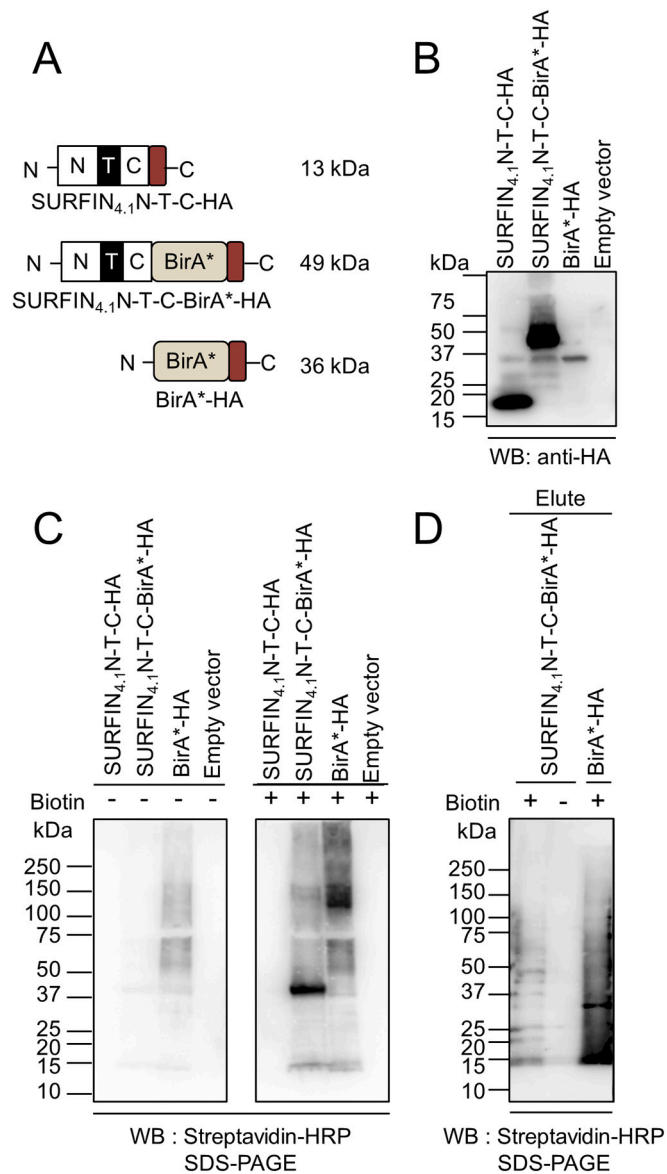 A
N N T C C
13 kDa
SURFIN4.1N-T-C-HA
N N T C BirA* C
49 kDa
SURFIN4.1N-T-C-BirA*-HA
N BirA* C
36 kDa
BirA*-HA
B
SURFIN4.1N-T-C-HA
SURFIN4.1N-T-C-BirA*-HA
BirA*-HA
Empty vector
kDa
75
50
37
25
20
15
WB: anti-HA
C
SURFIN4.1N-T-C-HA
SURFIN4.1N-T-C-BirA*-HA
BirA*-HA
Empty vector
SURFIN4.1N-T-C-HA
SURFIN4.1N-T-C-BirA*-HA
BirA*-HA
Empty vector
Biotin - - - - + + + +
kDa
250
150
100
75
50
37
25
20
15
10
WB : Streptavidin-HRP
SDS-PAGE
D
Elute
SURFIN4.1N-T-C-BirA*-HA
BirA*-HA
Biotin + - +
kDa
250
150
100
75
50
37
25
20
15
10
WB : Streptavidin-HRP
SDS-PAGE